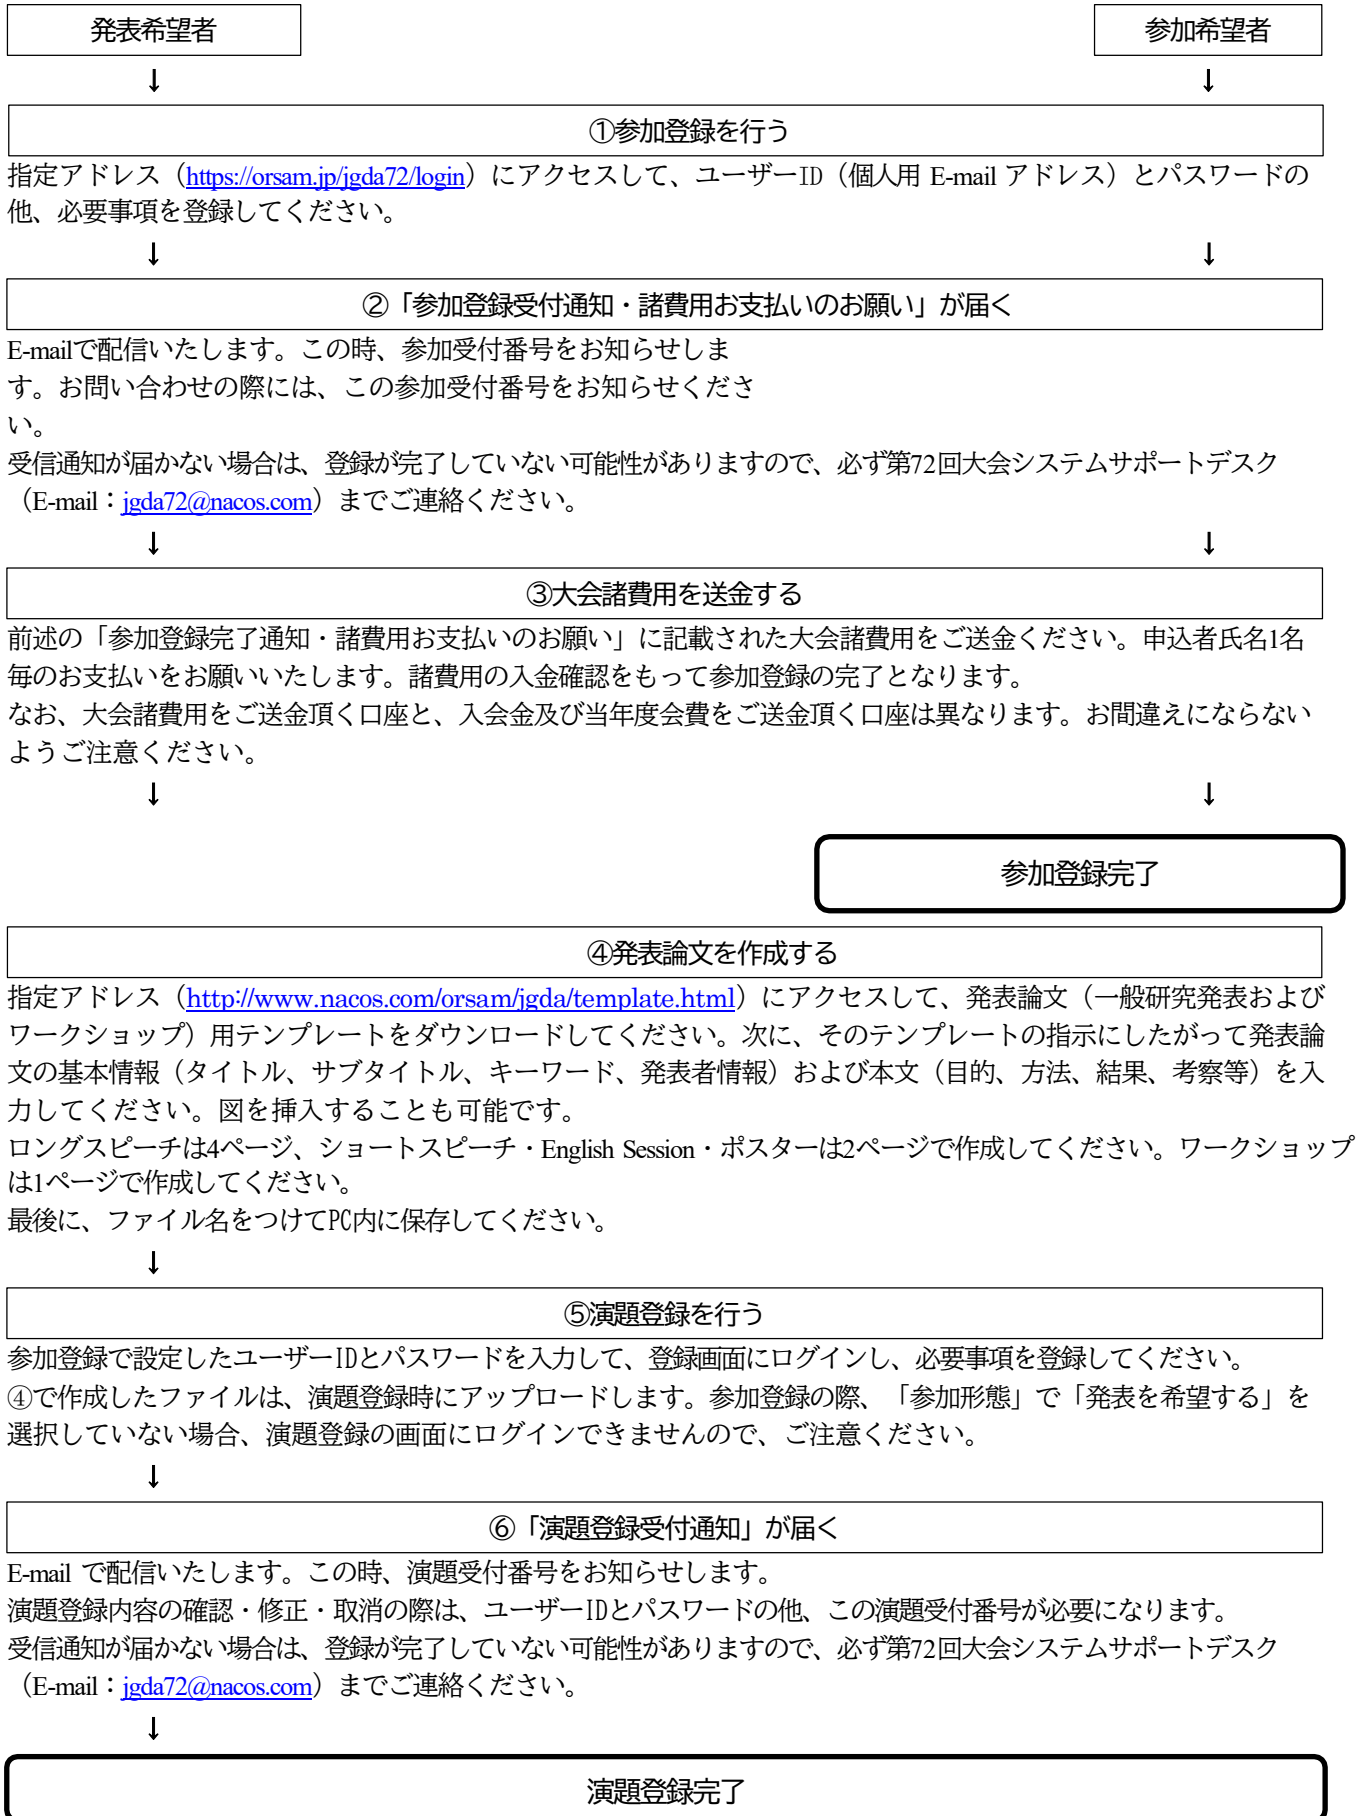 発表希望者
参加希望者
↓ ↓
①参加登録を行う
指定アドレス（https://orsam.jp/jgda72/login）にアクセスして、ユーザーID（個人用 E-mail アドレス）とパスワードの
他、必要事項を登録してください。
↓ ↓
②「参加登録受付通知・諸費用お支払いのお願い」が届く
E-mailで配信いたします。この時、参加受付番号をお知らせしま
す。お問い合わせの際には、この参加受付番号をお知らせくださ
い。
受信通知が届かない場合は、登録が完了していない可能性がありますので、必ず第72回大会システムサポートデスク
（E-mail：jgda72@nacos.com）までご連絡ください。
↓ ↓
③大会諸費用を送金する
前述の「参加登録完了通知・諸費用お支払いのお願い」に記載された大会諸費用をご送金ください。申込者氏名1名
毎のお支払いをお願いいたします。諸費用の入金確認をもって参加登録の完了となります。
なお、大会諸費用をご送金頂く口座と、入会金及び当年度会費をご送金頂く口座は異なります。お間違えにならない
ようご注意ください。
↓ ↓
参加登録完了
④発表論文を作成する
指定アドレス（http://www.nacos.com/orsam/jgda/template.html）にアクセスして、発表論文（一般研究発表および
ワークショップ）用テンプレートをダウンロードしてください。次に、そのテンプレートの指示にしたがって発表論
文の基本情報（タイトル、サブタイトル、キーワード、発表者情報）および本文（目的、方法、結果、考察等）を入
力してください。図を挿入することも可能です。
ロングスピーチは4ページ、ショートスピーチ・English Session・ポスターは2ページで作成してください。ワークショップ
は1ページで作成してください。
最後に、ファイル名をつけてPC内に保存してください。
↓
⑤演題登録を行う
参加登録で設定したユーザーIDとパスワードを入力して、登録画面にログインし、必要事項を登録してください。
④で作成したファイルは、演題登録時にアップロードします。参加登録の際、「参加形態」で「発表を希望する」を
選択していない場合、演題登録の画面にログインできませんので、ご注意ください。
↓
⑥「演題登録受付通知」が届く
E-mail で配信いたします。この時、演題受付番号をお知らせします。
演題登録内容の確認・修正・取消の際は、ユーザーIDとパスワードの他、この演題受付番号が必要になります。
受信通知が届かない場合は、登録が完了していない可能性がありますので、必ず第72回大会システムサポートデスク
（E-mail：jgda72@nacos.com）までご連絡ください。
↓
演題登録完了